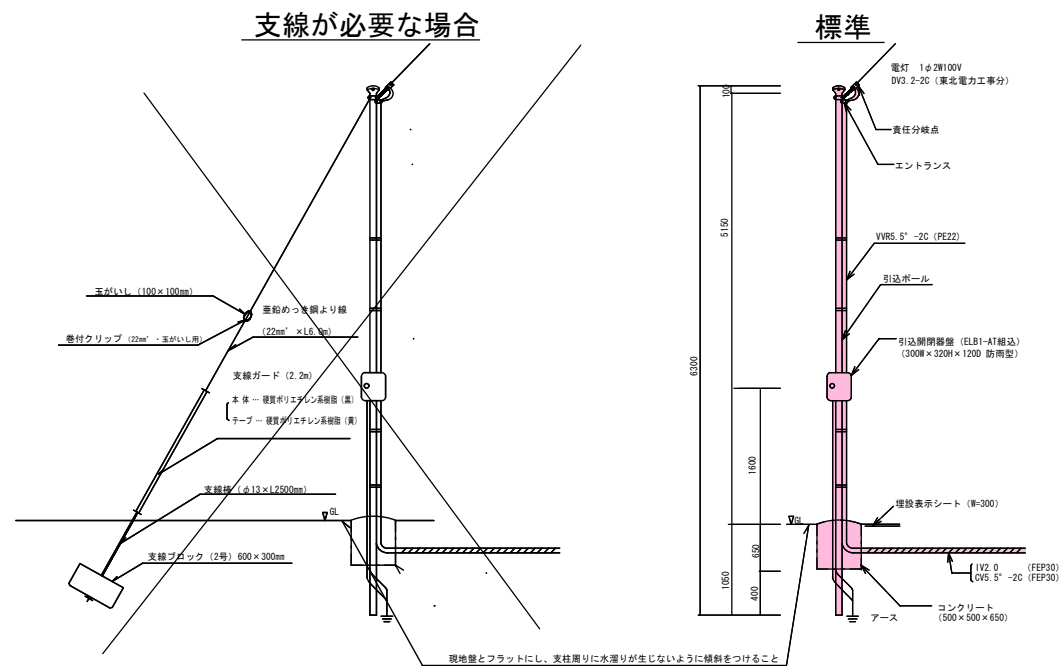 支線が必要な場合
標準
電灯 1φ2W100V
DV3.2-2C(東北電力工事分)
責任分岐点
エントランス
100
5150
6300
VVR5.5°-2C (PE22)
引込ポール
玉がいし(100×100mm)
亜鉛めっき鋼より線
巻付クリップ(22mm'・玉がいし用)
(22mm'×L6.0m)
引込開閉器盤(ELB1-AT組込)
(300W×320H×120D 防雨型)
支線ガード(2.2m)
本体…硬質ポリエチレン系樹脂(黒)
テープ…硬質ポリエチレン系樹脂(黄)
1600
支線棒(φ13×L2500mm)
GL
GL
埋設表示シート(W=300)
支線ブロック(2号)600×300mm
650
1050
400
IV2.0 (FEP30)
CV5.5°-2C (FEP30)
コンクリート
(500×500×650)
アース
現地盤とフラットにし、支柱周りに水溜りが生じないように傾斜をつけること